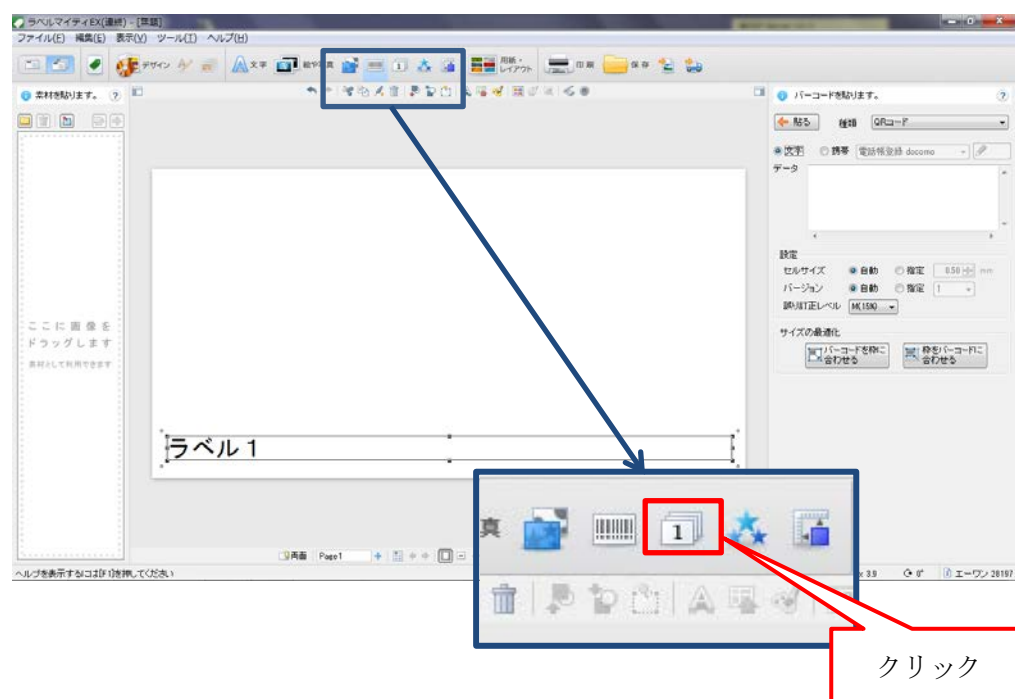 ラベルマイティEX(連続) - [無題]
ファイル(F) 編集(E) 表示(V) ツール(T) ヘルプ(H)
デザイン 文字 用紙・レイアウト 印刷 保存
素材を貼ります。 ?
バーコードを貼ります。 ?
貼る 種類 QRコード
文字 携帯 電話帳登録 docomo
データ
設定
セルサイズ 自動 指定 0.50 mm
バージョン 自動 指定 1
誤り訂正レベル M(15%)
サイズの最適化
バーコードを枠に合わせる
枠をバーコードに合わせる
ここに画像を
ドラッグします
素材として利用できます
ラベル1
真 1
両面 Page1
ヘルプを表示するには[F1]を押してください
x 3.9 0° エーワン 28197
クリック